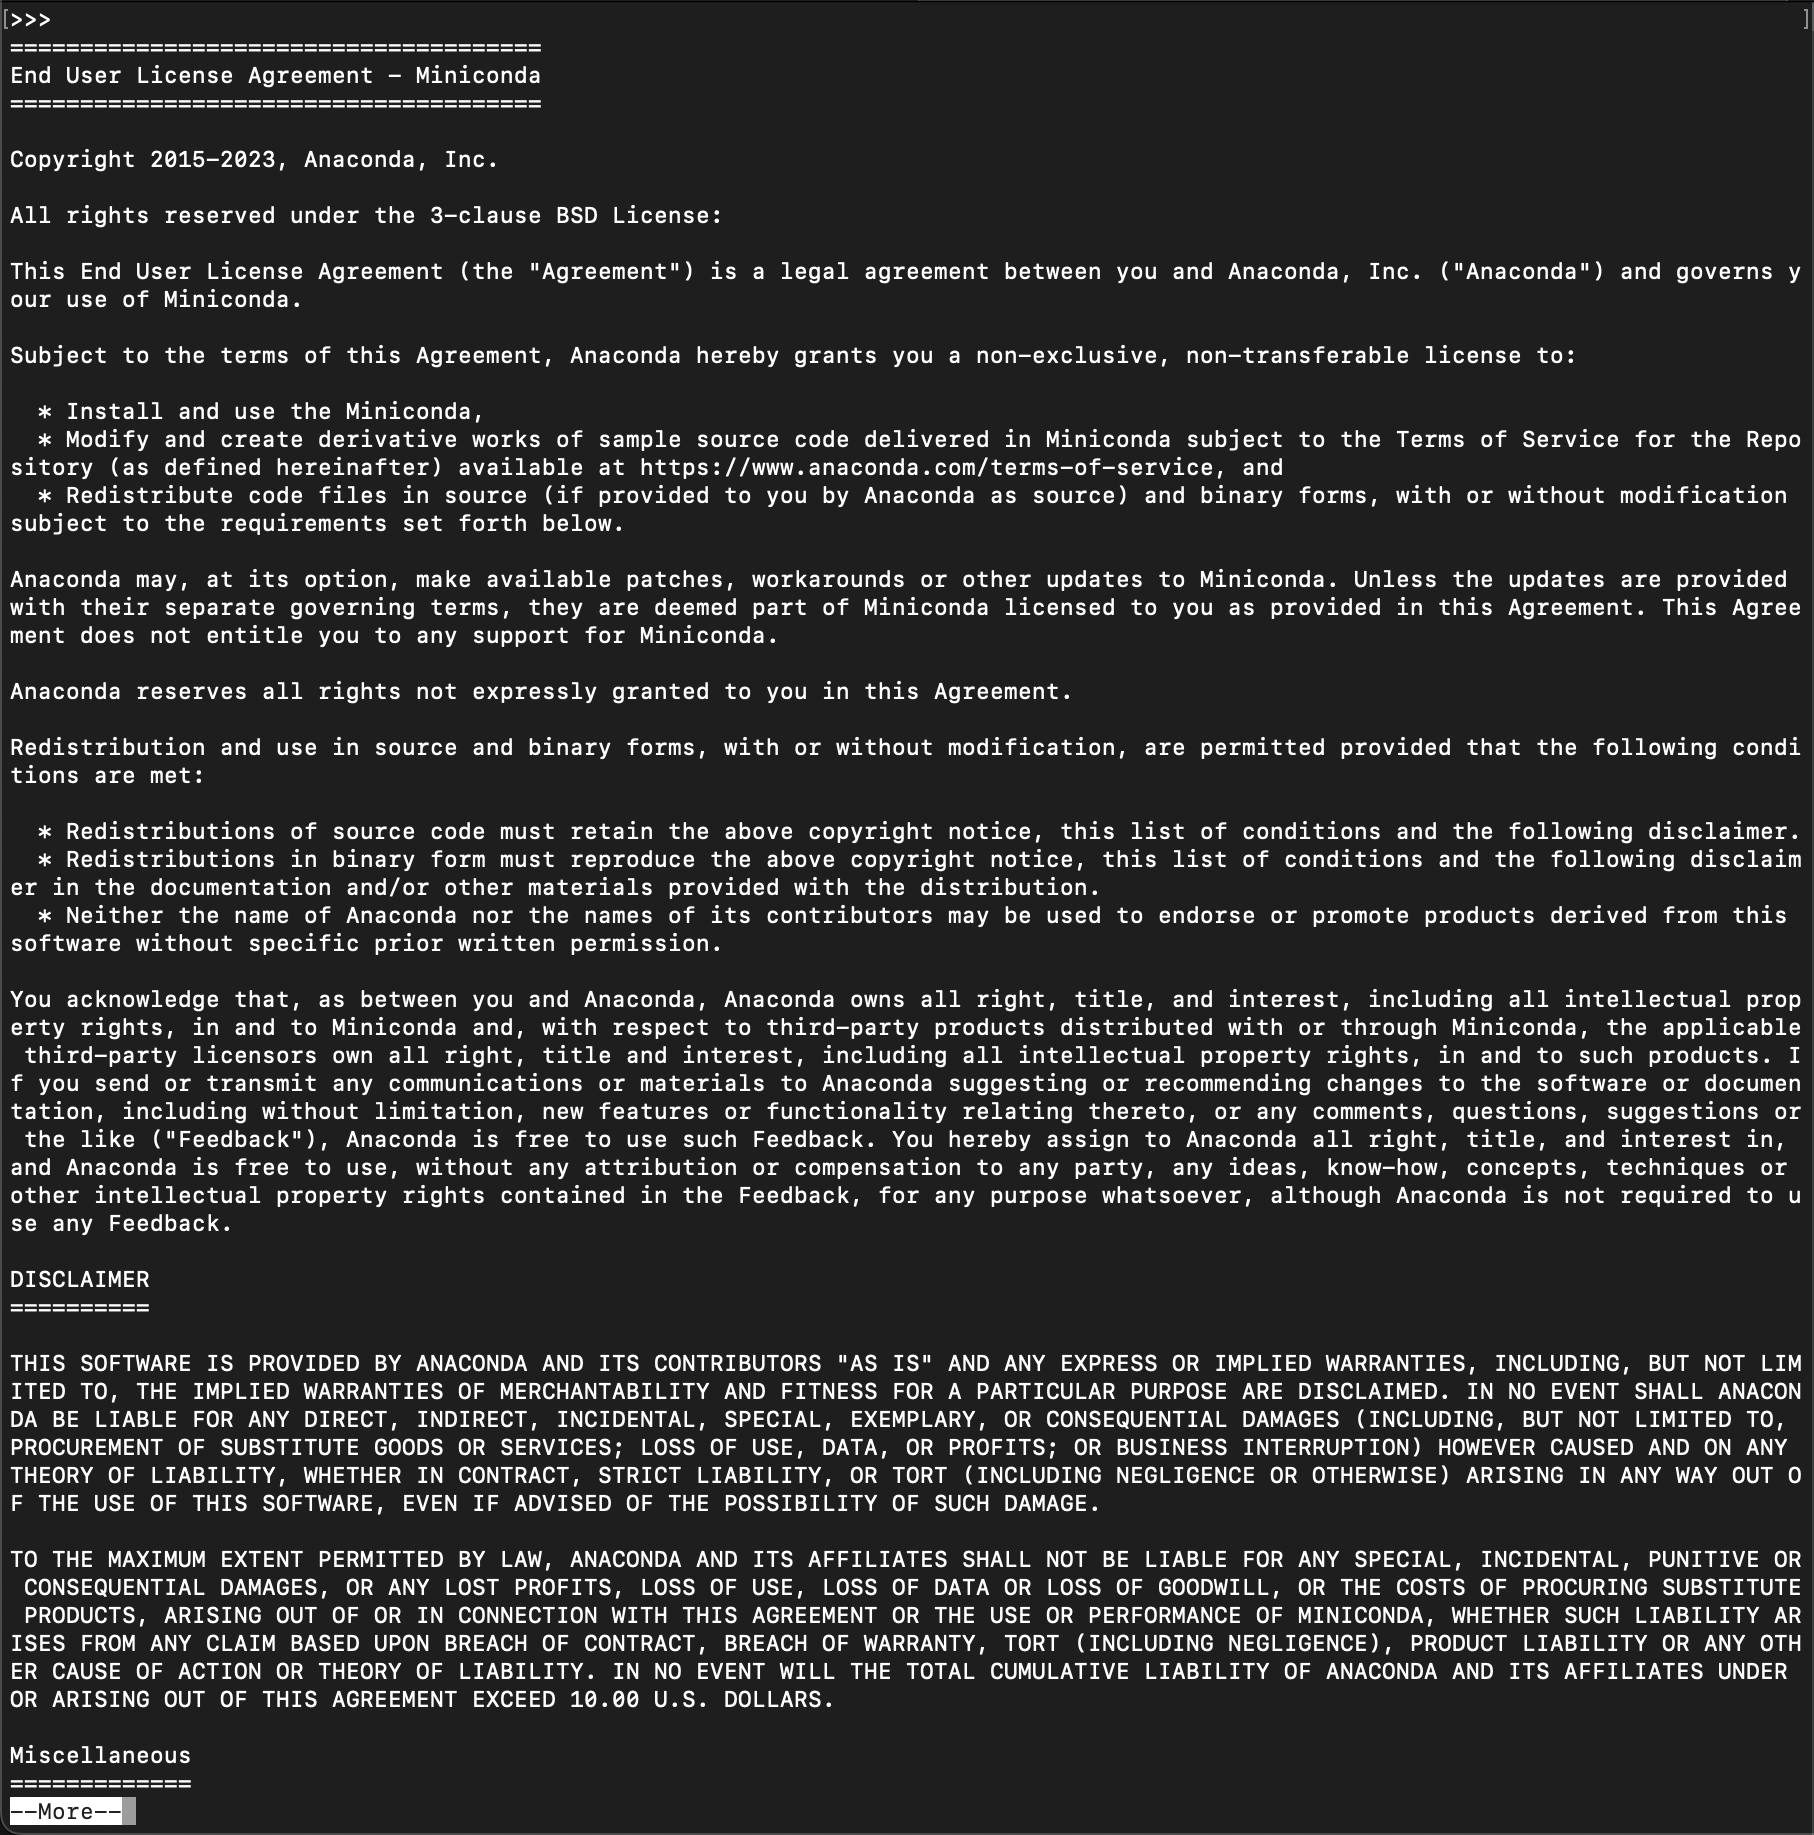 [>>> ]
======================================
End User License Agreement - Miniconda
======================================

Copyright 2015-2023, Anaconda, Inc.

All rights reserved under the 3-clause BSD License:

This End User License Agreement (the "Agreement") is a legal agreement between you and Anaconda, Inc. ("Anaconda") and governs y
our use of Miniconda.

Subject to the terms of this Agreement, Anaconda hereby grants you a non-exclusive, non-transferable license to:

  * Install and use the Miniconda,
  * Modify and create derivative works of sample source code delivered in Miniconda subject to the Terms of Service for the Repo
sitory (as defined hereinafter) available at https://www.anaconda.com/terms-of-service, and
  * Redistribute code files in source (if provided to you by Anaconda as source) and binary forms, with or without modification
subject to the requirements set forth below.

Anaconda may, at its option, make available patches, workarounds or other updates to Miniconda. Unless the updates are provided
with their separate governing terms, they are deemed part of Miniconda licensed to you as provided in this Agreement. This Agree
ment does not entitle you to any support for Miniconda.

Anaconda reserves all rights not expressly granted to you in this Agreement.

Redistribution and use in source and binary forms, with or without modification, are permitted provided that the following condi
tions are met:

  * Redistributions of source code must retain the above copyright notice, this list of conditions and the following disclaimer.
  * Redistributions in binary form must reproduce the above copyright notice, this list of conditions and the following disclaim
er in the documentation and/or other materials provided with the distribution.
  * Neither the name of Anaconda nor the names of its contributors may be used to endorse or promote products derived from this
software without specific prior written permission.

You acknowledge that, as between you and Anaconda, Anaconda owns all right, title, and interest, including all intellectual prop
erty rights, in and to Miniconda and, with respect to third-party products distributed with or through Miniconda, the applicable
 third-party licensors own all right, title and interest, including all intellectual property rights, in and to such products. I
f you send or transmit any communications or materials to Anaconda suggesting or recommending changes to the software or documen
tation, including without limitation, new features or functionality relating thereto, or any comments, questions, suggestions or
 the like ("Feedback"), Anaconda is free to use such Feedback. You hereby assign to Anaconda all right, title, and interest in,
and Anaconda is free to use, without any attribution or compensation to any party, any ideas, know-how, concepts, techniques or
other intellectual property rights contained in the Feedback, for any purpose whatsoever, although Anaconda is not required to u
se any Feedback.

DISCLAIMER
==========

THIS SOFTWARE IS PROVIDED BY ANACONDA AND ITS CONTRIBUTORS "AS IS" AND ANY EXPRESS OR IMPLIED WARRANTIES, INCLUDING, BUT NOT LIM
ITED TO, THE IMPLIED WARRANTIES OF MERCHANTABILITY AND FITNESS FOR A PARTICULAR PURPOSE ARE DISCLAIMED. IN NO EVENT SHALL ANACON
DA BE LIABLE FOR ANY DIRECT, INDIRECT, INCIDENTAL, SPECIAL, EXEMPLARY, OR CONSEQUENTIAL DAMAGES (INCLUDING, BUT NOT LIMITED TO,
PROCUREMENT OF SUBSTITUTE GOODS OR SERVICES; LOSS OF USE, DATA, OR PROFITS; OR BUSINESS INTERRUPTION) HOWEVER CAUSED AND ON ANY
THEORY OF LIABILITY, WHETHER IN CONTRACT, STRICT LIABILITY, OR TORT (INCLUDING NEGLIGENCE OR OTHERWISE) ARISING IN ANY WAY OUT O
F THE USE OF THIS SOFTWARE, EVEN IF ADVISED OF THE POSSIBILITY OF SUCH DAMAGE.

TO THE MAXIMUM EXTENT PERMITTED BY LAW, ANACONDA AND ITS AFFILIATES SHALL NOT BE LIABLE FOR ANY SPECIAL, INCIDENTAL, PUNITIVE OR
 CONSEQUENTIAL DAMAGES, OR ANY LOST PROFITS, LOSS OF USE, LOSS OF DATA OR LOSS OF GOODWILL, OR THE COSTS OF PROCURING SUBSTITUTE
 PRODUCTS, ARISING OUT OF OR IN CONNECTION WITH THIS AGREEMENT OR THE USE OR PERFORMANCE OF MINICONDA, WHETHER SUCH LIABILITY AR
ISES FROM ANY CLAIM BASED UPON BREACH OF CONTRACT, BREACH OF WARRANTY, TORT (INCLUDING NEGLIGENCE), PRODUCT LIABILITY OR ANY OTH
ER CAUSE OF ACTION OR THEORY OF LIABILITY. IN NO EVENT WILL THE TOTAL CUMULATIVE LIABILITY OF ANACONDA AND ITS AFFILIATES UNDER
OR ARISING OUT OF THIS AGREEMENT EXCEED 10.00 U.S. DOLLARS.

Miscellaneous
=============
--More--